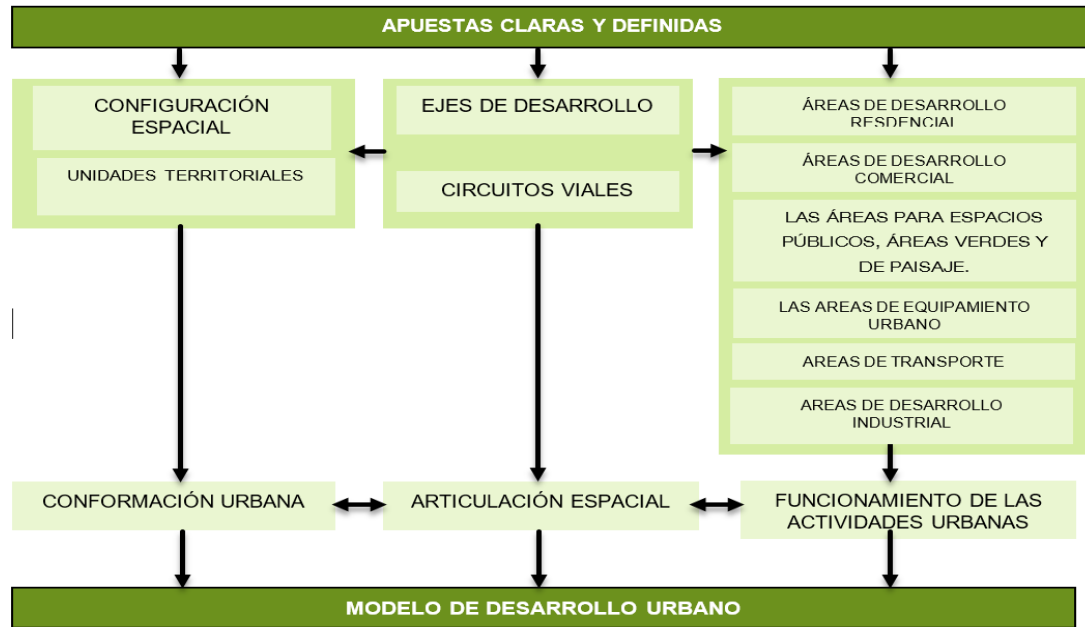 APUESTAS CLARAS Y DEFINIDAS
CONFIGURACIÓN
ESPACIAL
UNIDADES TERRITORIALES
EJES DE DESARROLLO
CIRCUITOS VIALES
ÁREAS DE DESARROLLO
RESDENCIAL
ÁREAS DE DESARROLLO
COMERCIAL
LAS ÁREAS PARA ESPACIOS
PÚBLICOS, ÁREAS VERDES Y
DE PAISAJE.
LAS AREAS DE EQUIPAMIENTO
URBANO
AREAS DE TRANSPORTE
AREAS DE DESARROLLO
INDUSTRIAL
CONFORMACIÓN URBANA
ARTICULACIÓN ESPACIAL
FUNCIONAMIENTO DE LAS
ACTIVIDADES URBANAS
MODELO DE DESARROLLO URBANO